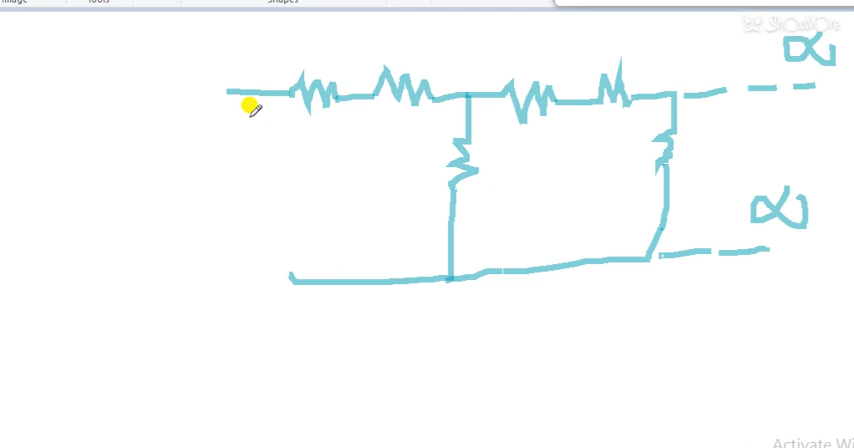 Image
Tools
Shapes
ShowMore
α
α
Activate Wi